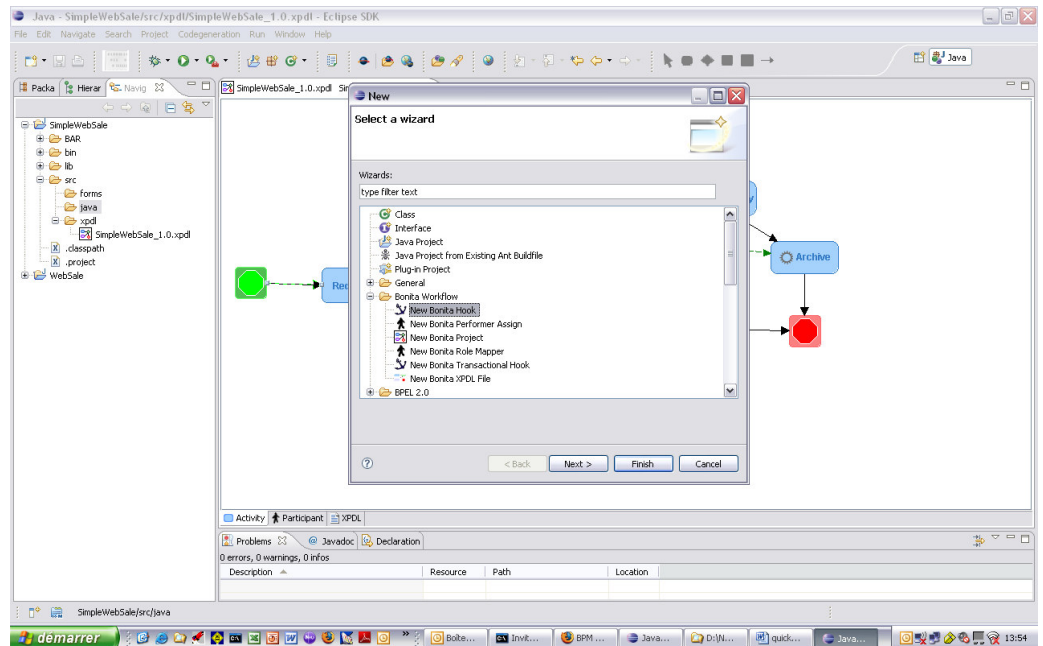 Java - SimpleWebSale/src/xpdl/SimpleWebSale_1.0.xpdl - Eclipse SDK
File Edit Navigate Search Project Codegeneration Run Window Help
Java
Packa Hierar Navig
SimpleWebSale
BAR
bin
lib
src
forms
java
xpdl
SimpleWebSale_1.0.xpdl
.classpath
.project
WebSale
SimpleWebSale_1.0.xpdl
New
Select a wizard
Wizards:
type filter text
Class
Interface
Java Project
Java Project from Existing Ant Buildfile
Plug-in Project
General
Bonita Workflow
New Bonita Hook
New Bonita Performer Assign
New Bonita Project
New Bonita Role Mapper
New Bonita Transactional Hook
New Bonita XPDL File
BPEL 2.0
< Back Next > Finish Cancel
Archive
Activity Participant XPDL
Problems @ Javadoc Declaration
0 errors, 0 warnings, 0 infos
Description Resource Path Location
SimpleWebSale/src/java
démarrer Boîte... Invit... BPM ... Java... D:\N... quick... Java... 13:54